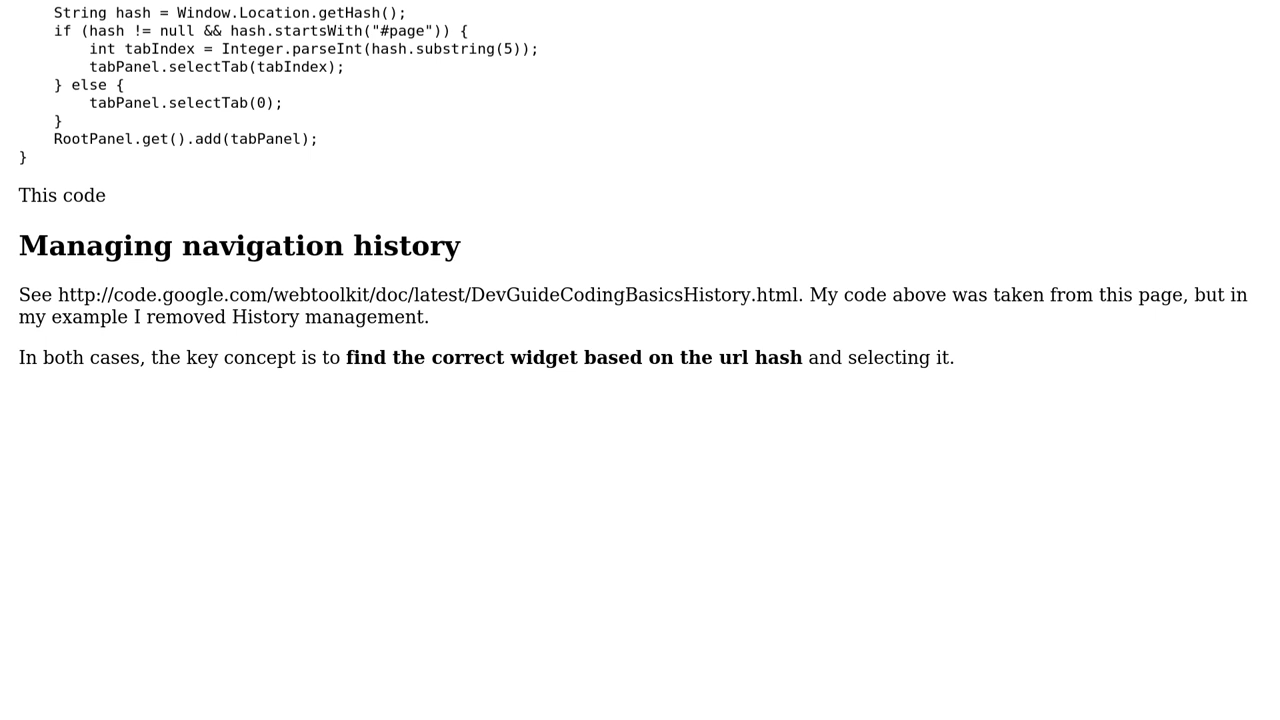 String hash = Window.Location.getHash();
    if (hash != null && hash.startsWith("#page")) {
        int tabIndex = Integer.parseInt(hash.substring(5));
        tabPanel.selectTab(tabIndex);
    } else {
        tabPanel.selectTab(0);
    }
    RootPanel.get().add(tabPanel);
}
This code
Managing navigation history
See http://code.google.com/webtoolkit/doc/latest/DevGuideCodingBasicsHistory.html. My code above was taken from this page, but in
my example I removed History management.
In both cases, the key concept is to find the correct widget based on the url hash and selecting it.